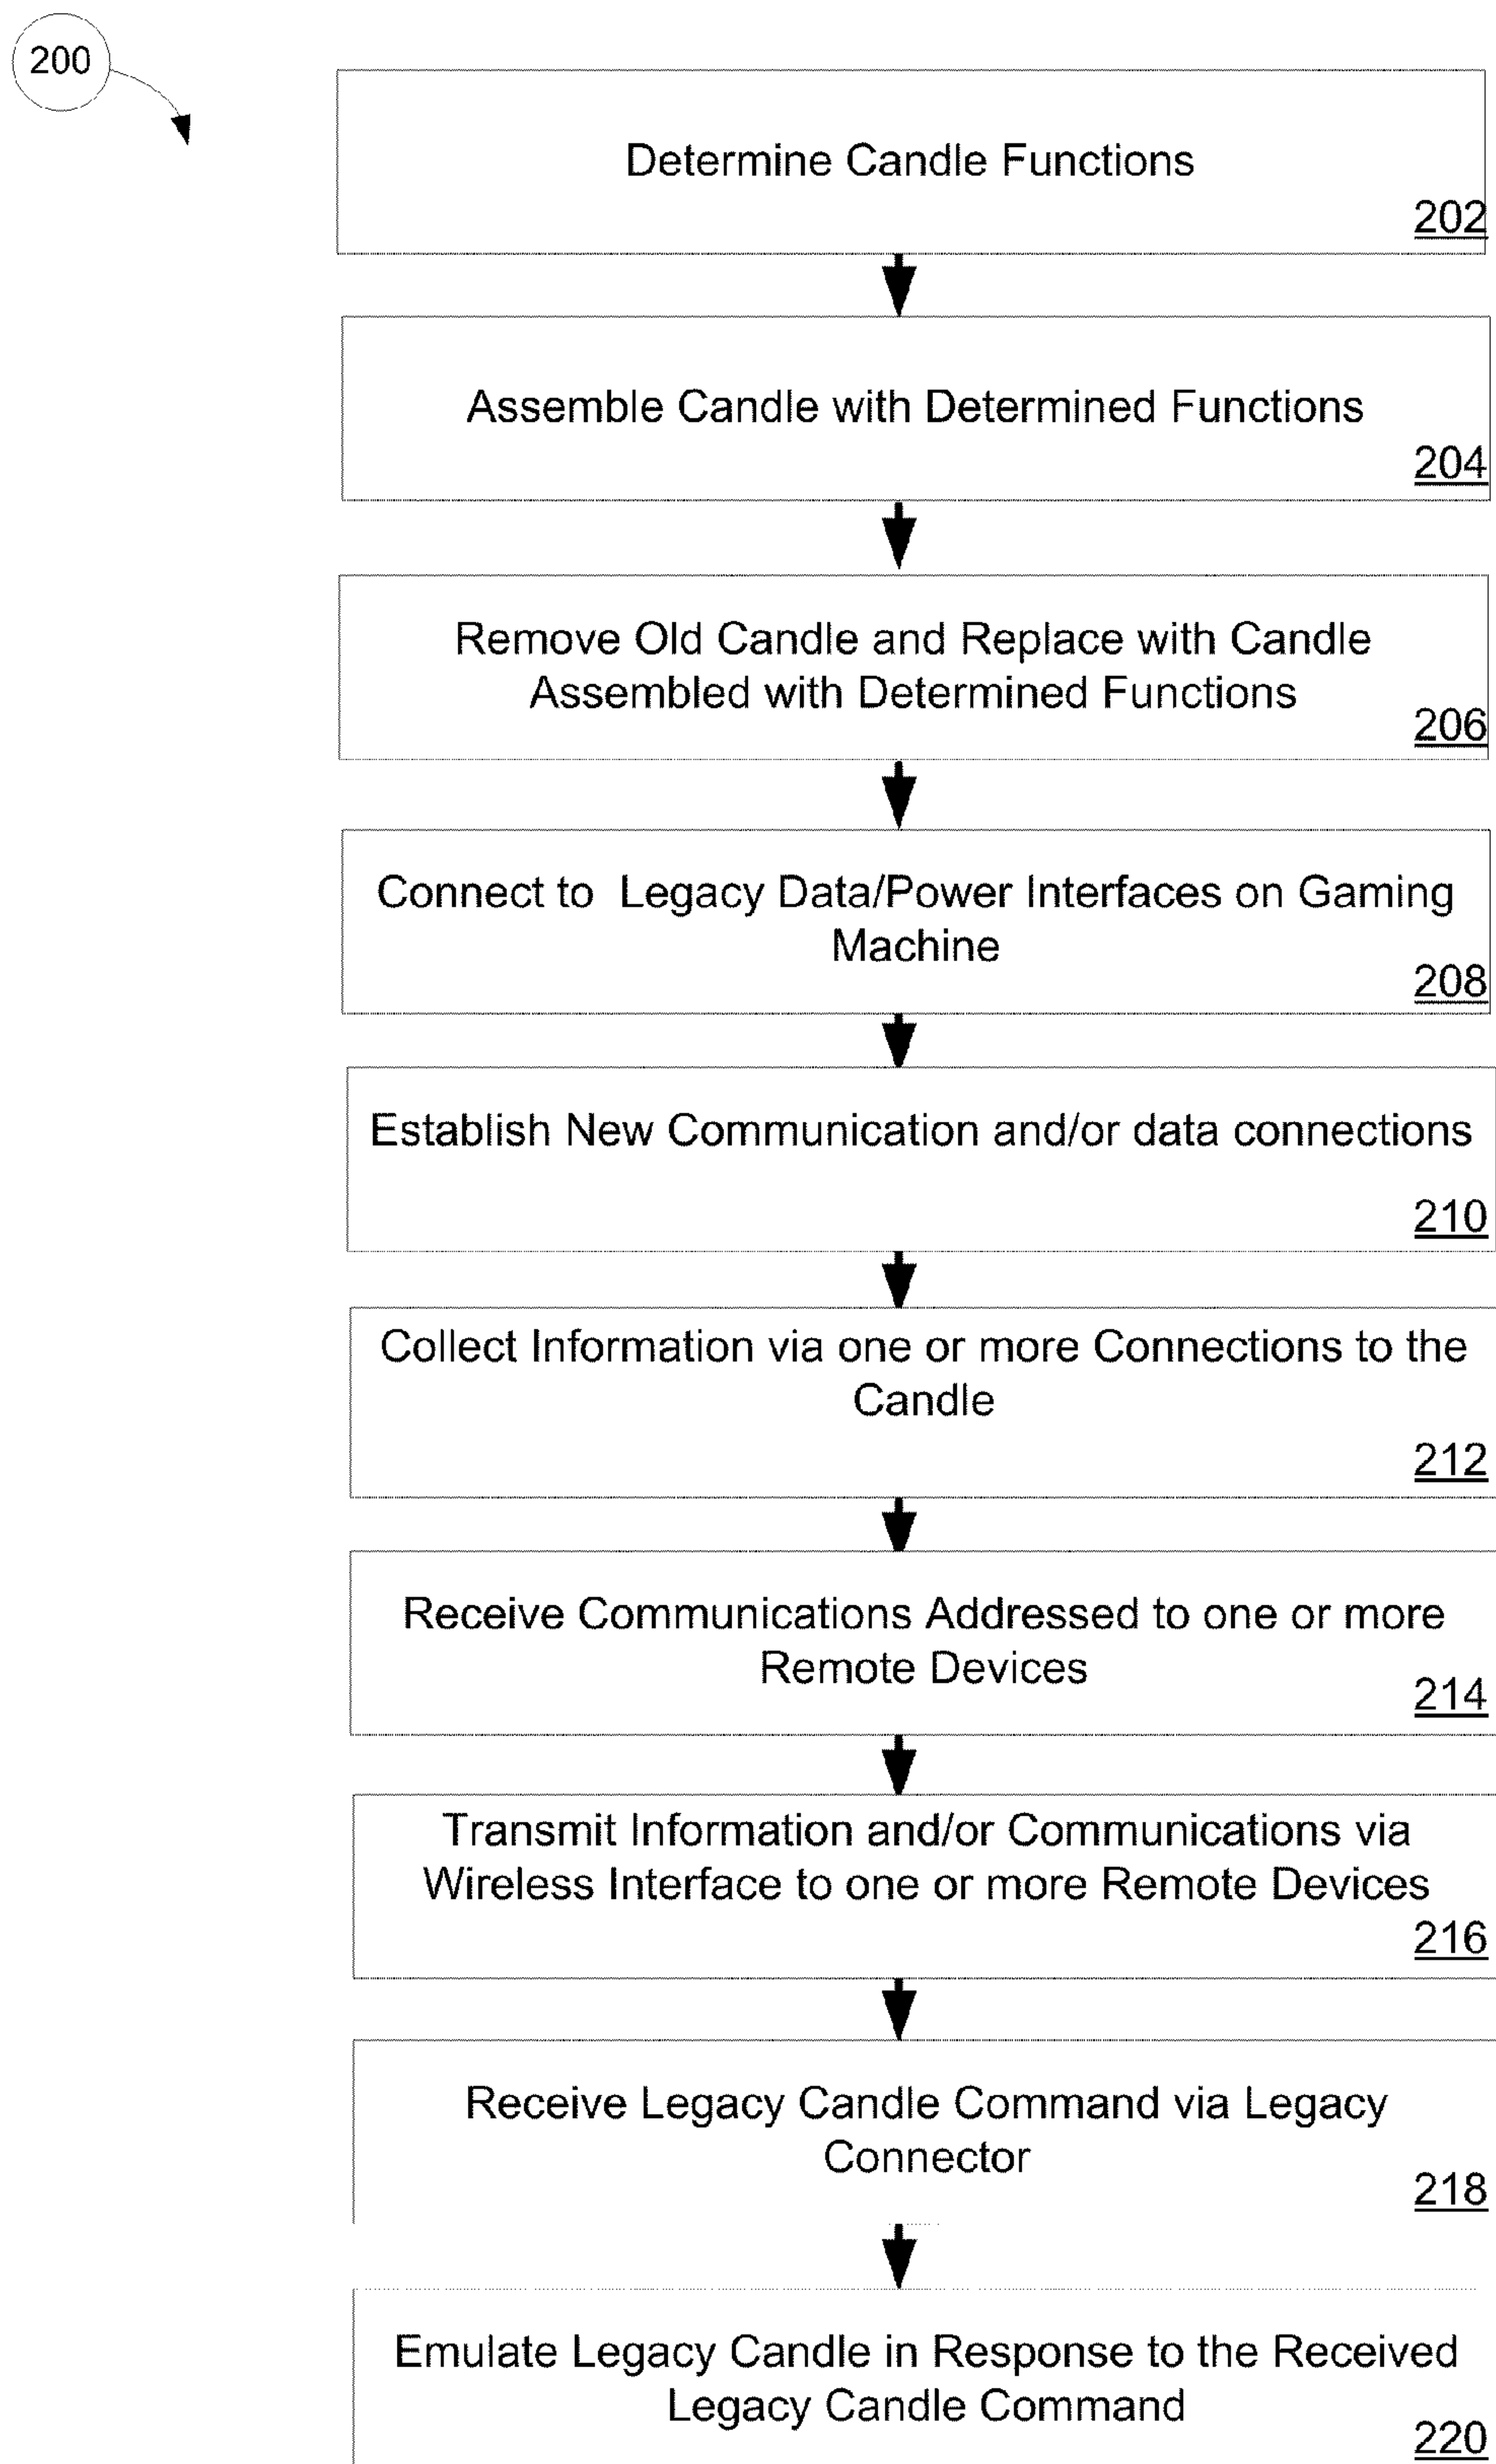 200
Determine Candle Functions
202
Assemble Candle with Determined Functions
204
Remove Old Candle and Replace with Candle
Assembled with Determined Functions
206
Connect to Legacy Data/Power Interfaces on Gaming
Machine
208
Establish New Communication and/or data connections
210
Collect Information via one or more Connections to the
Candle
212
Receive Communications Addressed to one or more
Remote Devices
214
Transmit Information and/or Communications via
Wireless Interface to one or more Remote Devices
216
Receive Legacy Candle Command via Legacy
Connector
218
Emulate Legacy Candle in Response to the Received
Legacy Candle Command
220